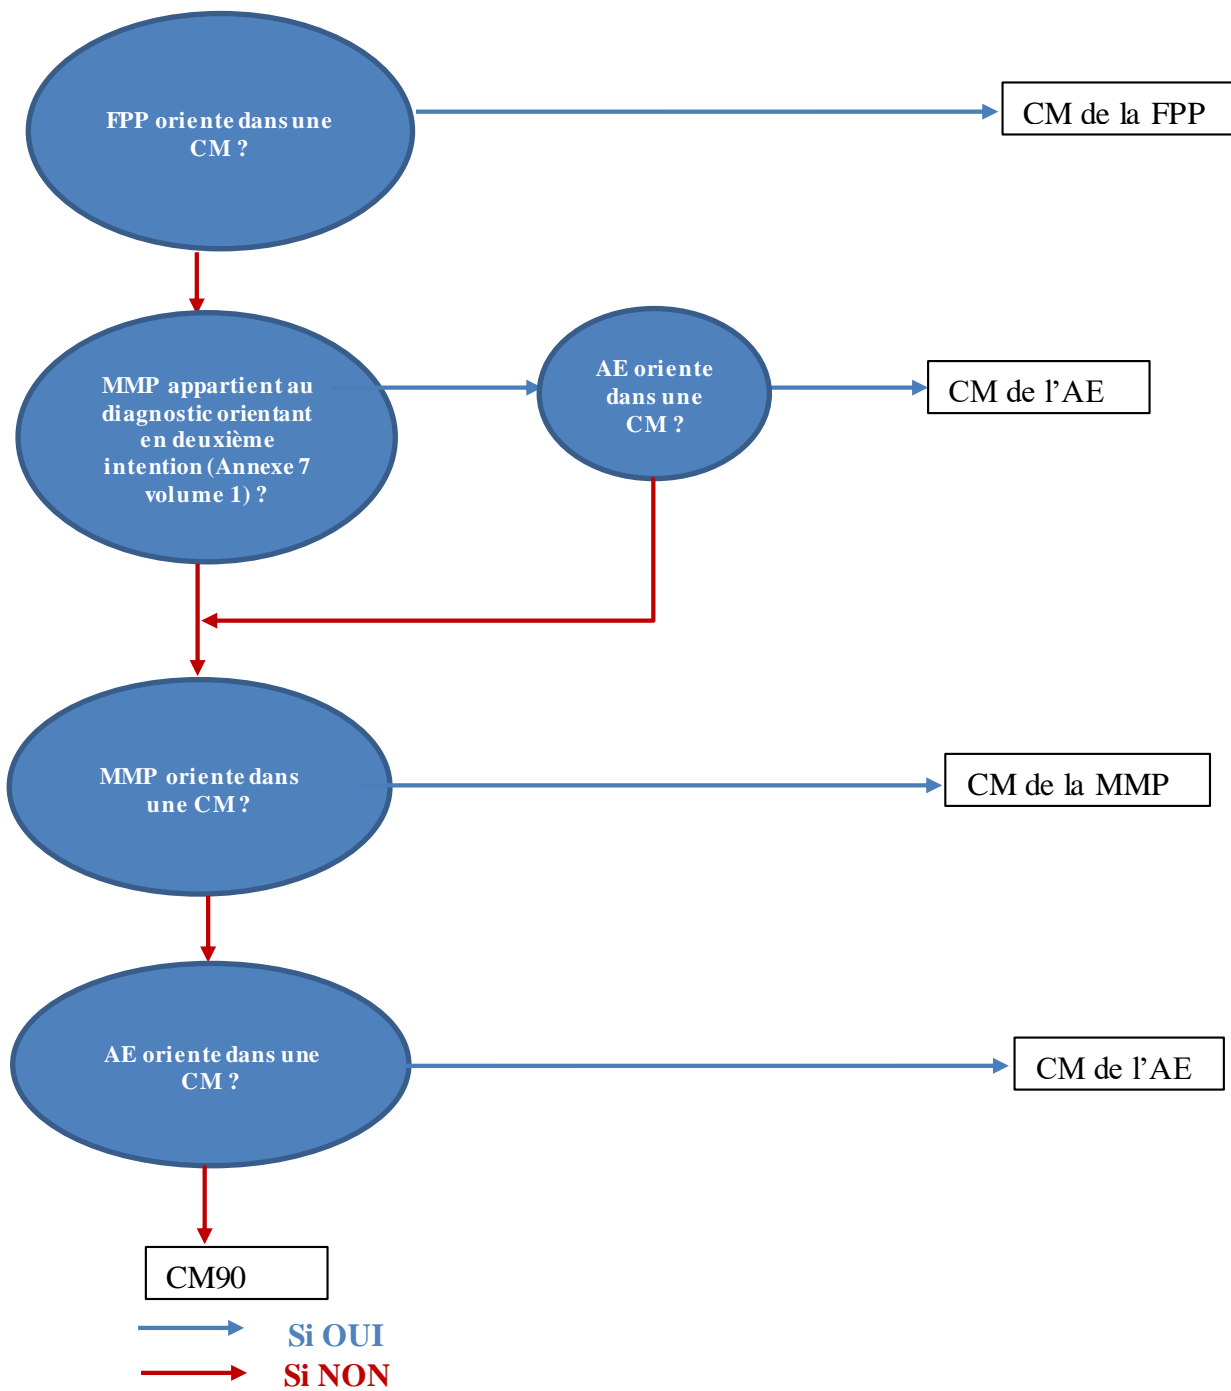 FPP oriente dans une
CM ?
CM de la FPP
MMP appartient au
diagnostic orientant
en deuxième
intention (Annexe 7
volume 1) ?
AE oriente
dans une
CM ?
CM de l’AE
MMP oriente dans
une CM ?
CM de la MMP
AE oriente dans une
CM ?
CM de l’AE
CM90
Si OUI
Si NON